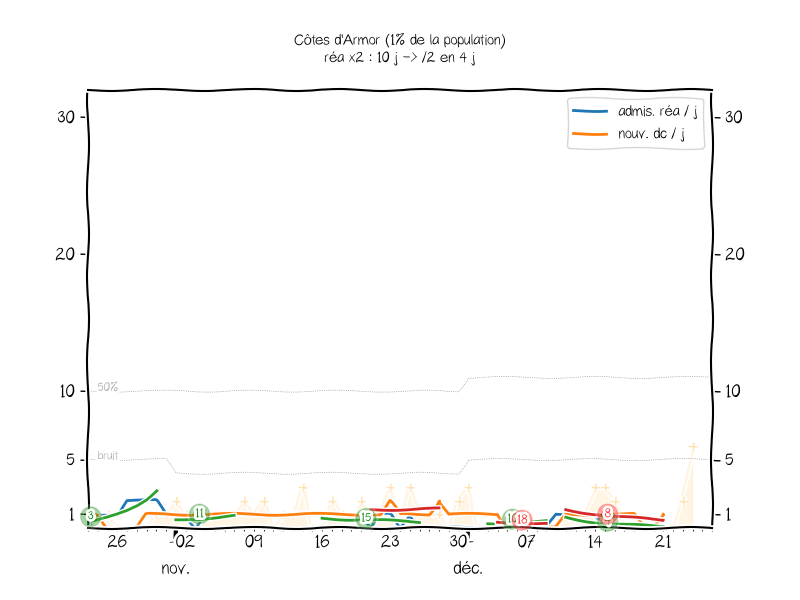 Côtes d'Armor (1% de la population)
réa x2 : 10 j -> /2 en 4 j
admis. réa / j
nouv. dc / j
30 30
20 20
10 50% 10
5 bruit 5
1 3 11 15 18 8 1
26 02 09 16 23 30 07 14 21
nov. déc.